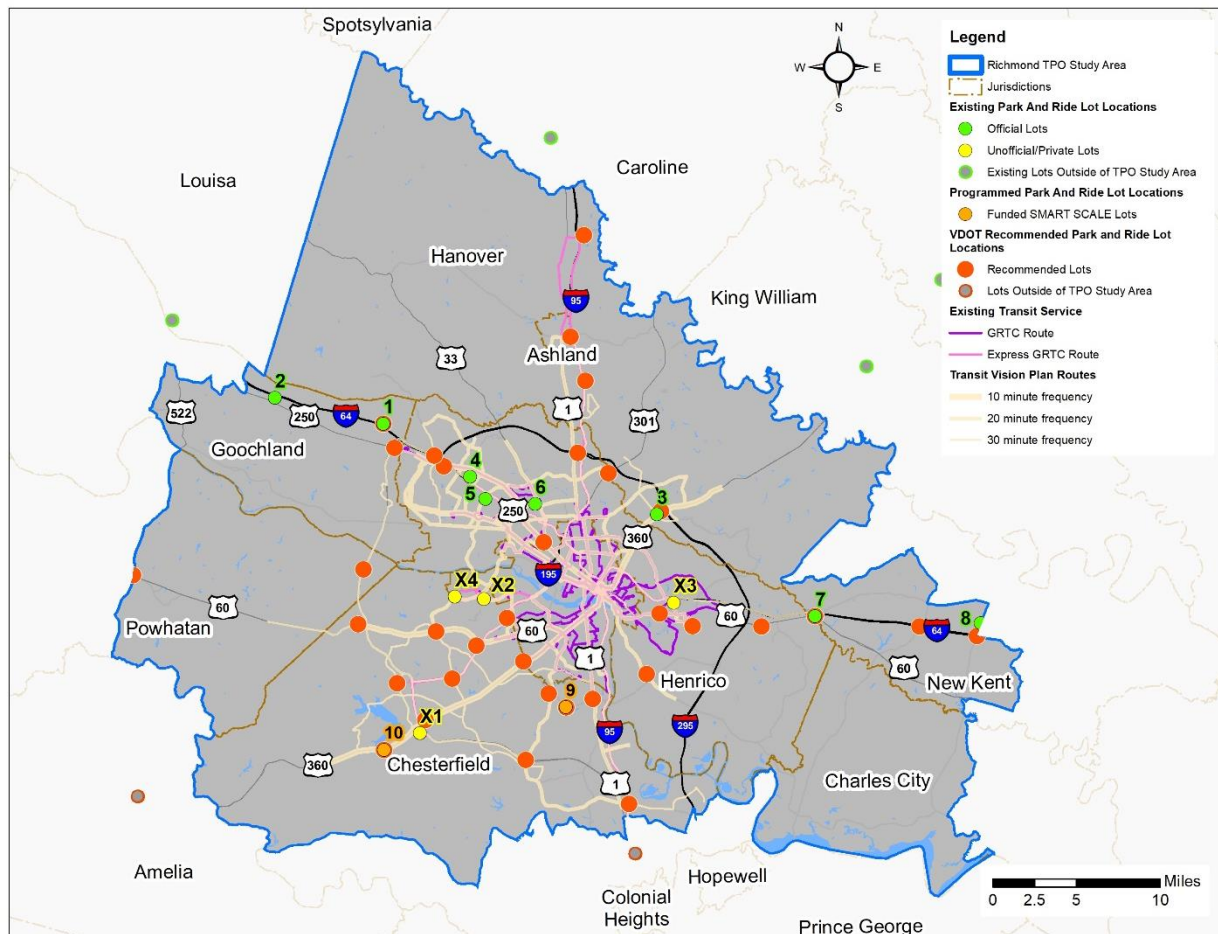 Spotsylvania
N
W
E
S
Caroline
Louisa
Hanover
King William
95
33
Ashland
1
301
2
250
64
1
522
Goochland
4
5
6
250
3
360
195
X4
X2
X3
60
60
60
Powhatan
7
8
64
60
New Kent
1
Henrico
9
X1
10
95
295
360
Chesterfield
1
Charles City
Amelia
Hopewell
Colonial
Heights
Prince George
Legend
Richmond TPO Study Area
Jurisdictions
Existing Park And Ride Lot Locations
Official Lots
Unofficial/Private Lots
Existing Lots Outside of TPO Study Area
Programmed Park And Ride Lot Locations
Funded SMART SCALE Lots
VDOT Recommended Park and Ride Lot
Locations
Recommended Lots
Lots Outside of TPO Study Area
Existing Transit Service
GRTC Route
Express GRTC Route
Transit Vision Plan Routes
10 minute frequency
20 minute frequency
30 minute frequency
Miles
0 2.5 5 10